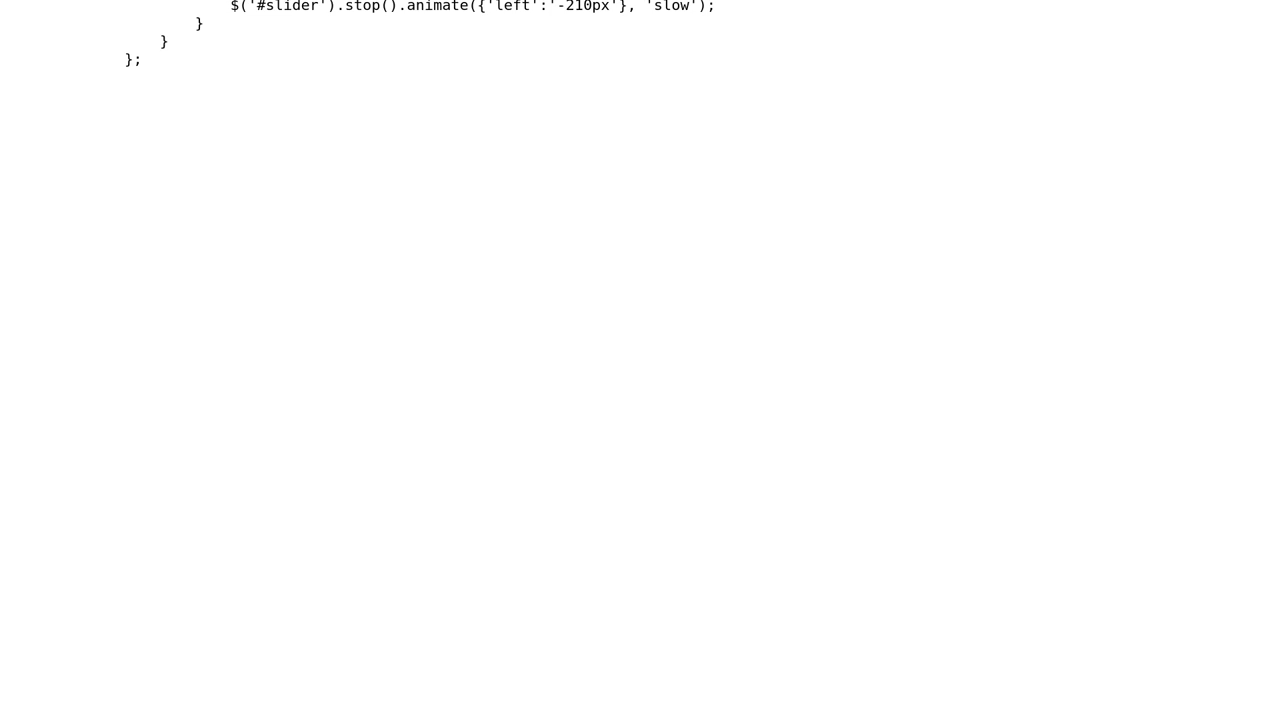 $('#slider').stop().animate({'left':'-210px'}, 'slow');
}
}
};